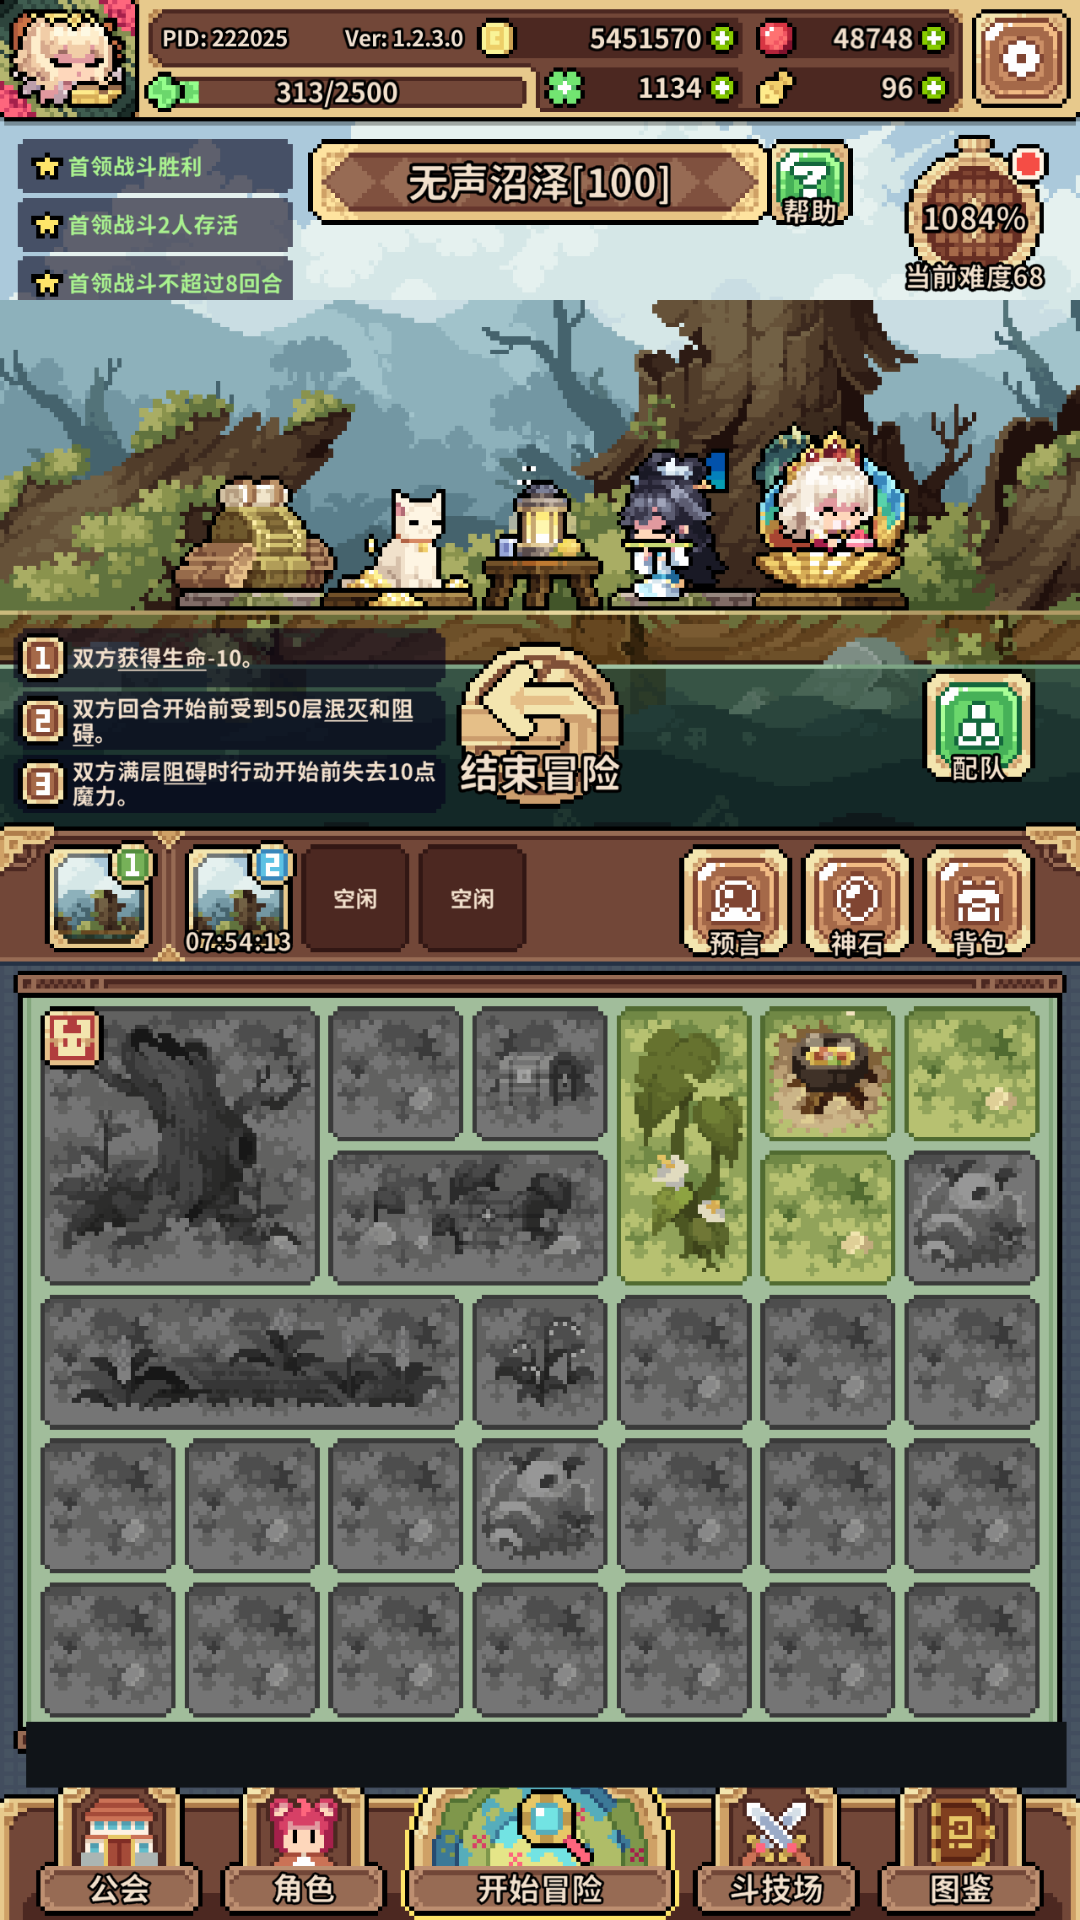 PID: 222025
Ver: 1.2.3.0
5451570
48748
313/2500
1134
96
首领战斗胜利
首领战斗2人存活
首领战斗不超过8回合
无声沼泽[100]
帮助
1084%
当前难度68
1
双方获得生命-10。
2
双方回合开始前受到50层泯灭和阻
碍。
3
双方满层阻碍时行动开始前失去10点
魔力。
结束冒险
配队
1
2
07:54:13
空闲
空闲
预言
神石
背包
公会
角色
开始冒险
斗技场
图鉴